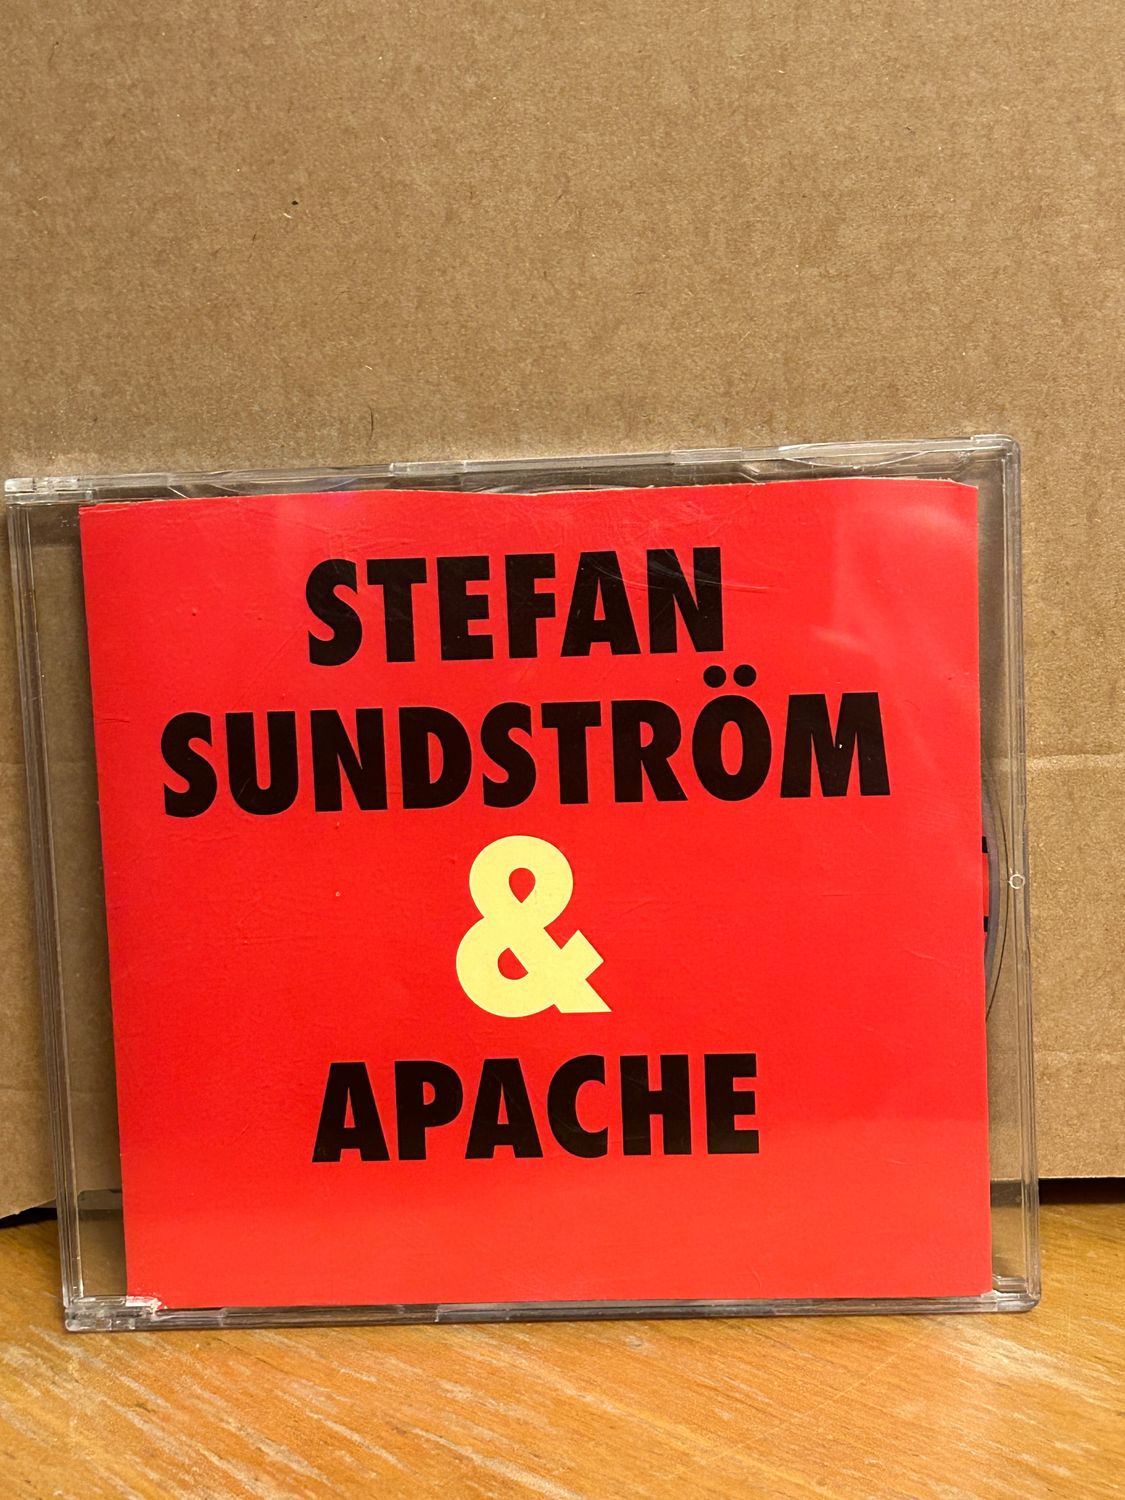 STEFAN
SUNDSTRÖM
&
APACHE